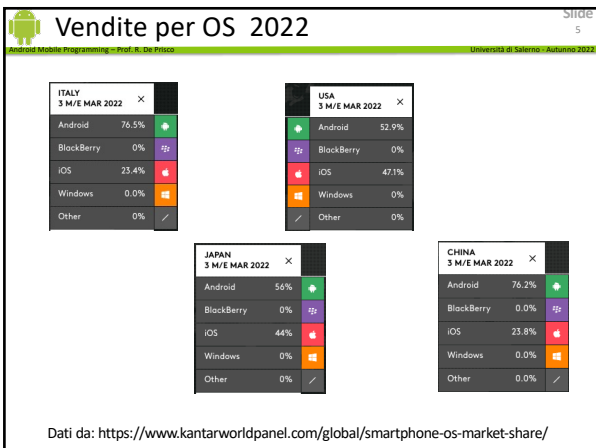 Vendite per OS 2022
Slide
5
Android Mobile Programming – Prof. R. De Prisco
Università di Salerno - Autunno 2022
ITALY
3 M/E MAR 2022 ×
Android 76.5%
BlackBerry 0%
iOS 23.4%
Windows 0.0%
Other 0%
USA
3 M/E MAR 2022 ×
Android 52.9%
BlackBerry 0%
iOS 47.1%
Windows 0%
Other 0%
JAPAN
3 M/E MAR 2022 ×
Android 56%
BlackBerry 0%
iOS 44%
Windows 0%
Other 0%
CHINA
3 M/E MAR 2022 ×
Android 76.2%
BlackBerry 0.0%
iOS 23.8%
Windows 0.0%
Other 0.0%
Dati da: https://www.kantarworldpanel.com/global/smartphone-os-market-share/